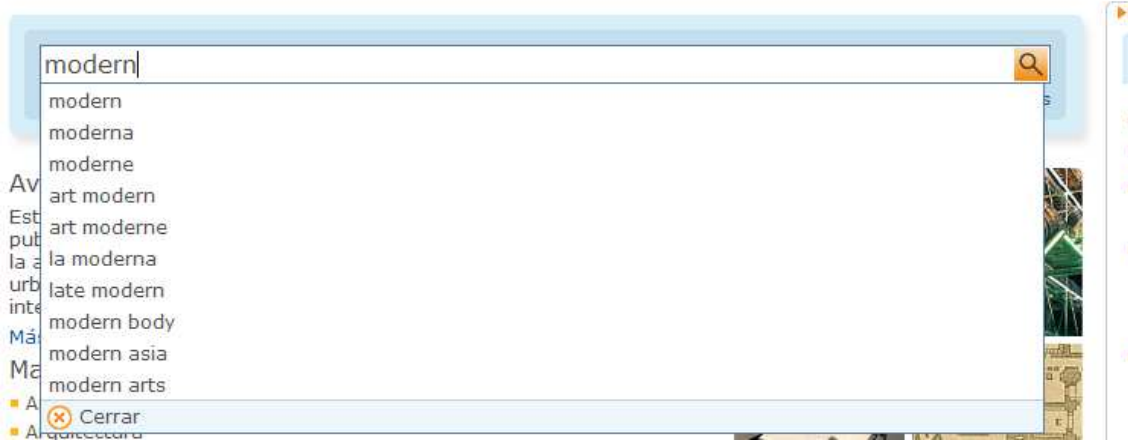 modern
modern
moderna
moderne
art modern
art moderne
la moderna
late modern
modern body
modern asia
modern arts
Cerrar
Arquitectura